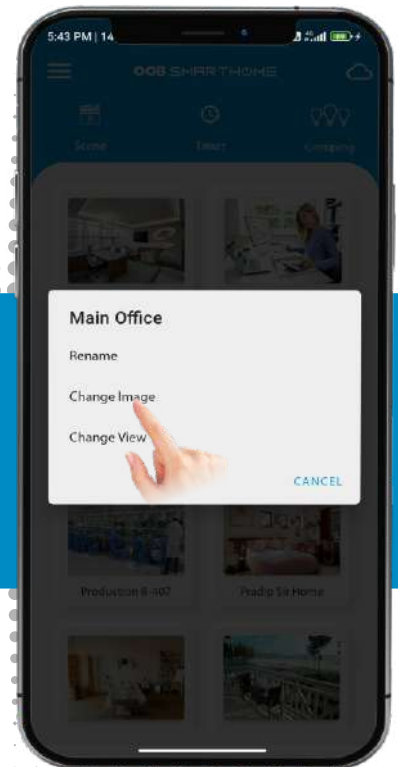 5:43 PM | 14
4G
OOB SMARTHOME
Scene
Timer
Grouping
Main Office
Rename
Change Image
Change View
CANCEL
Production B-407
Pradip Sir Home